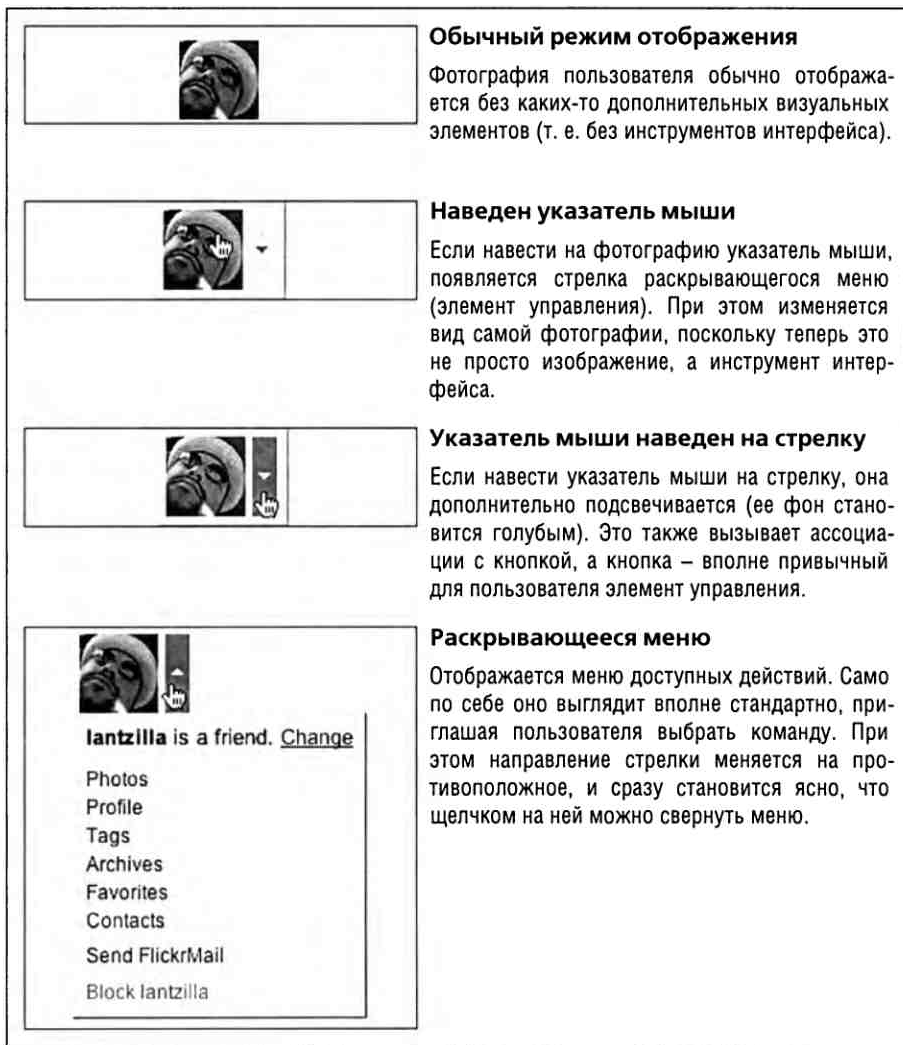 Обычный режим отображения
Фотография пользователя обычно отобража-
ется без каких-то дополнительных визуальных
элементов (т. е. без инструментов интерфейса).
Наведен указатель мыши
Если навести на фотографию указатель мыши,
появляется стрелка раскрывающегося меню
(элемент управления). При этом изменяется
вид самой фотографии, поскольку теперь это
не просто изображение, а инструмент интер-
фейса.
Указатель мыши наведен на стрелку
Если навести указатель мыши на стрелку, она
дополнительно подсвечивается (ее фон стано-
вится голубым). Это также вызывает ассоциа-
ции с кнопкой, а кнопка – вполне привычный
для пользователя элемент управления.
lantzilla is a friend. Change
Photos
Profile
Tags
Archives
Favorites
Contacts
Send FlickrMail
Block lantzilla
Раскрывающееся меню
Отображается меню доступных действий. Само
по себе оно выглядит вполне стандартно, при-
глашая пользователя выбрать команду. При
этом направление стрелки меняется на про-
тивоположное, и сразу становится ясно, что
щелчком на ней можно свернуть меню.